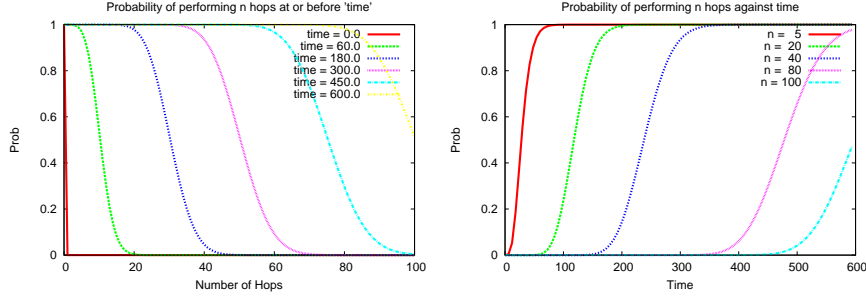 Probability of performing n hops at or before 'time'
Prob
1
0.8
0.6
0.4
0.2
0
0 20 40 60 80 100
Number of Hops
time = 0.0
time = 60.0
time = 180.0
time = 300.0
time = 450.0
time = 600.0
Probability of performing n hops against time
Prob
1
0.8
0.6
0.4
0.2
0
0 100 200 300 400 500 600
Time
n = 5
n = 20
n = 40
n = 80
n = 100